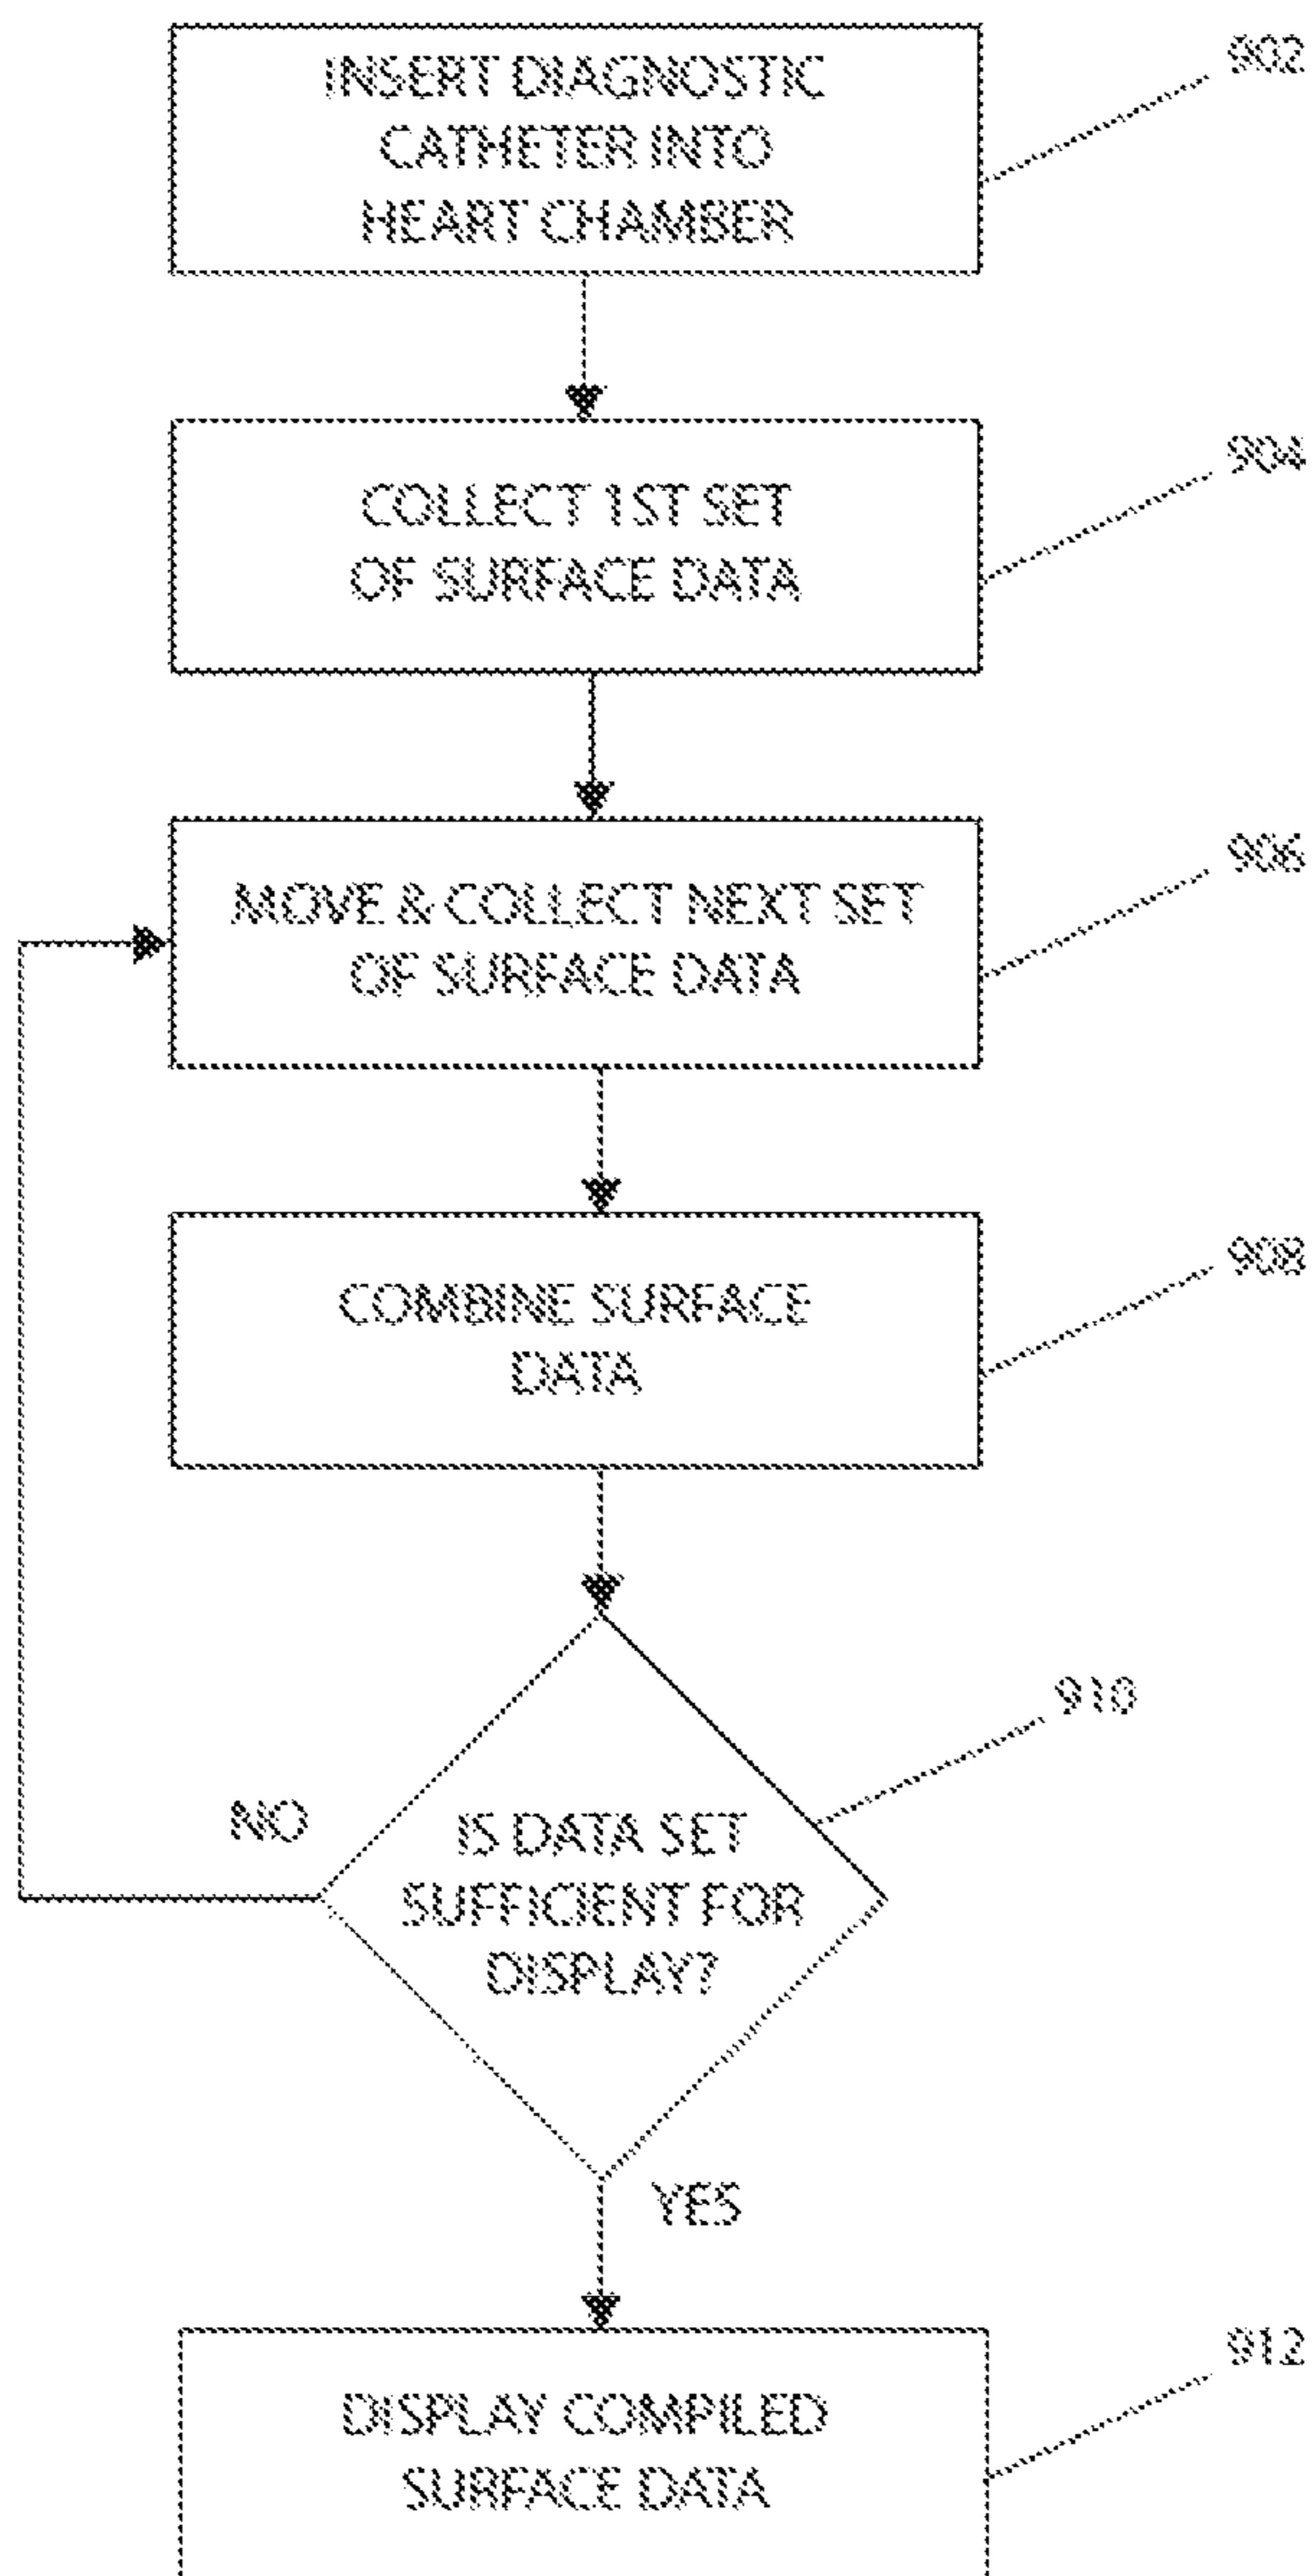 INSERT DIAGNOSTIC
CATHETER INTO
HEART CHAMBER
902
COLLECT 1ST SET
OF SURFACE DATA
904
MOVE & COLLECT NEXT SET
OF SURFACE DATA
906
COMBINE SURFACE
DATA
908
910
NO
IS DATA SET
SUFFICIENT FOR
DISPLAY?
YES
912
DISPLAY COMPILED
SURFACE DATA